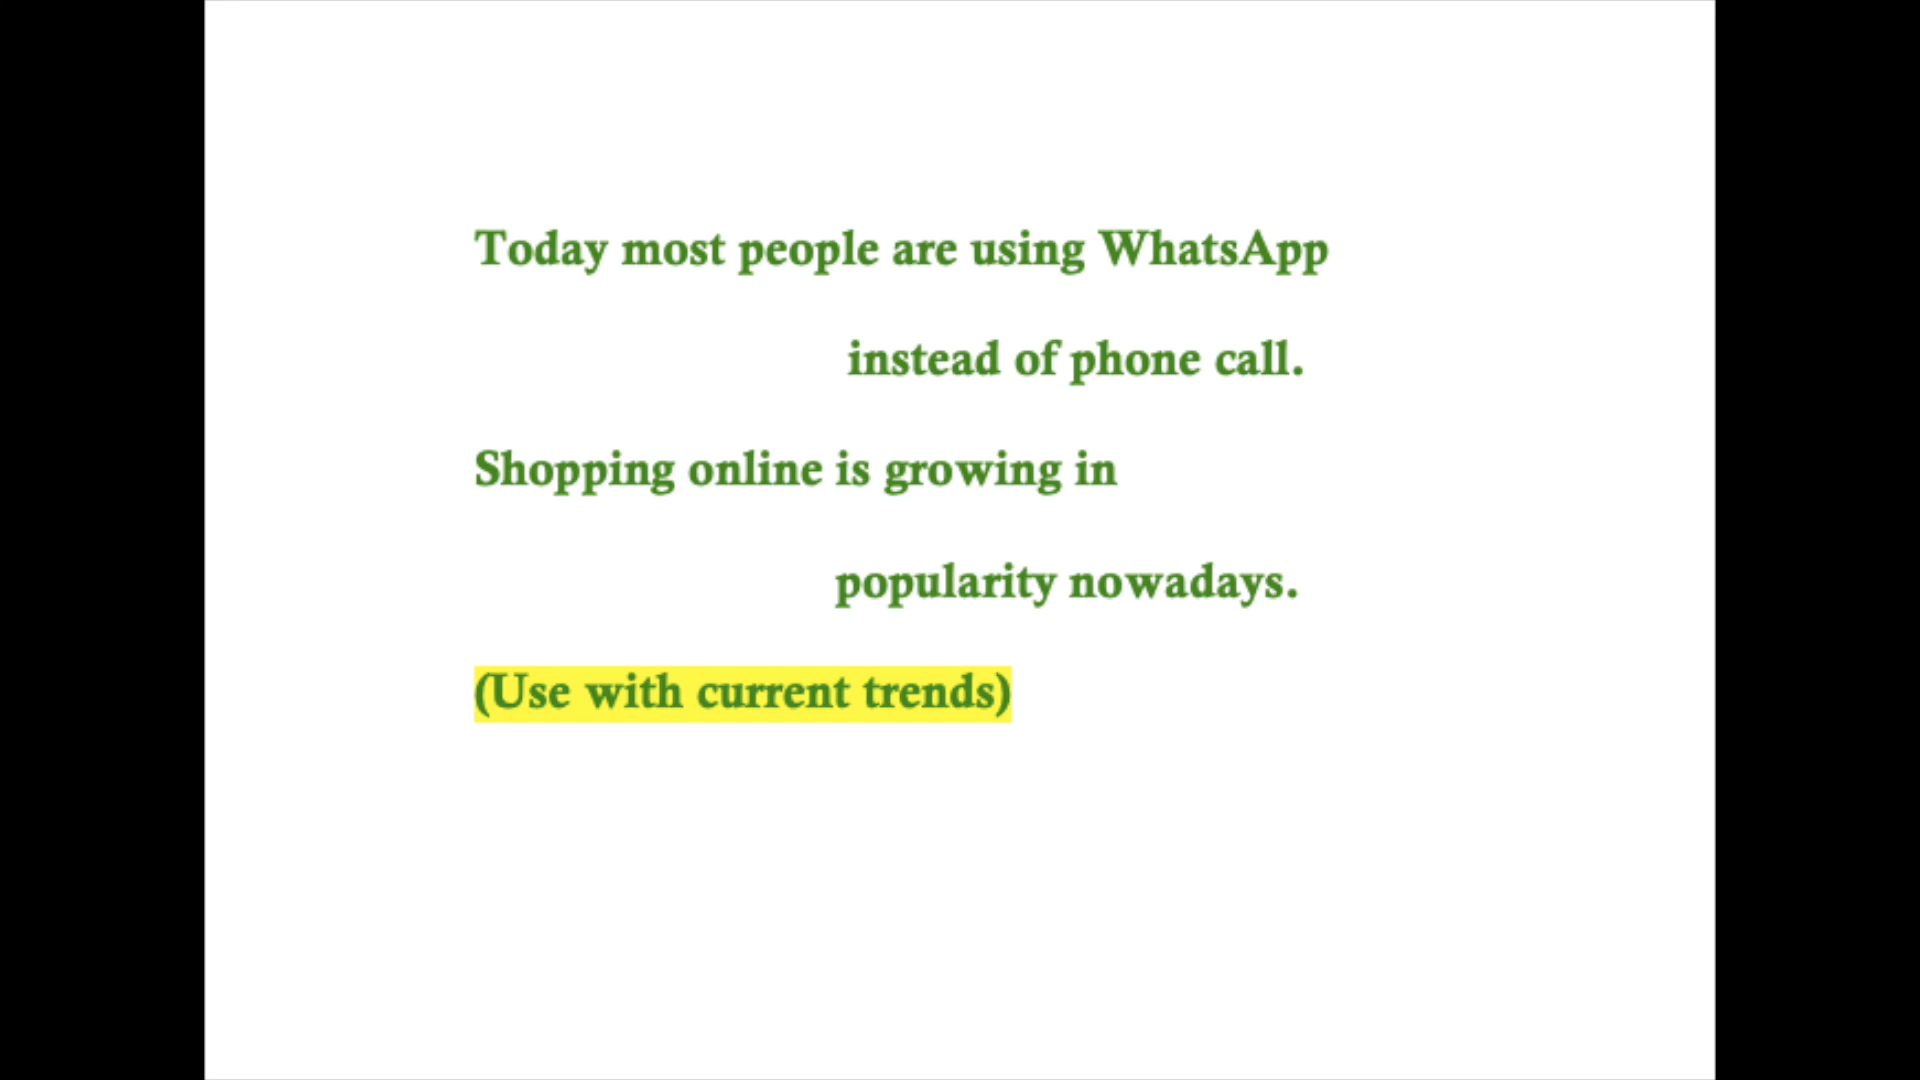 Today most people are using WhatsApp
instead of phone call.
Shopping online is growing in
popularity nowadays.
(Use with current trends)